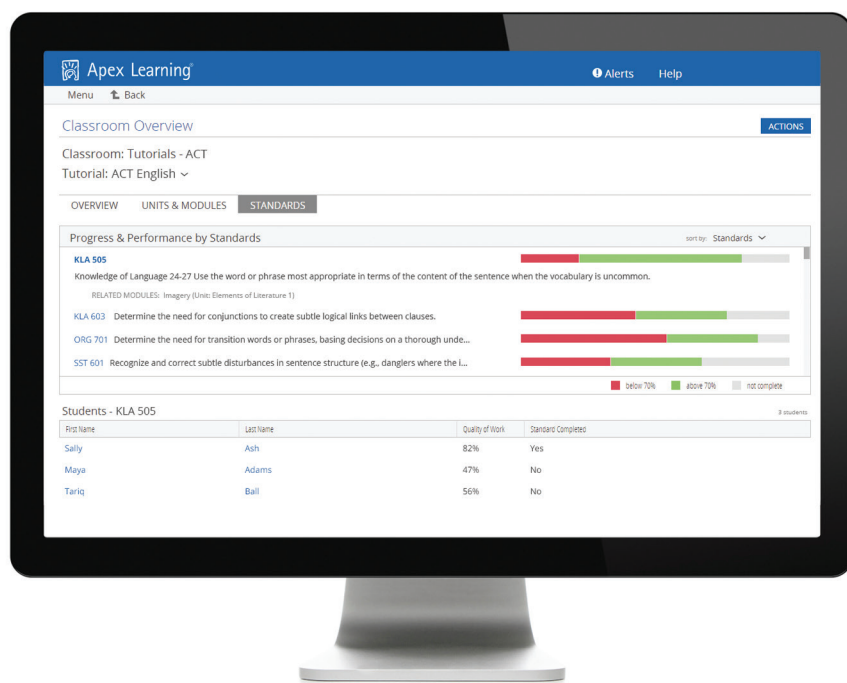 Apex Learning
Alerts Help
Menu Back
Classroom Overview
ACTIONS
Classroom: Tutorials - ACT
Tutorial: ACT English
OVERVIEW UNITS & MODULES STANDARDS
Progress & Performance by Standards sort by: Standards
KLA 505
Knowledge of Language 24-27 Use the word or phrase most appropriate in terms of the content of the sentence when the vocabulary is uncommon.
RELATED MODULES: Imagery (Unit: Elements of Literature 1)
KLA 603 Determine the need for conjunctions to create subtle logical links between clauses.
ORG 701 Determine the need for transition words or phrases, basing decisions on a thorough unde...
SST 601 Recognize and correct subtle disturbances in sentence structure (e.g., danglers where the i...
below 70% above 70% not complete
Students - KLA 505 3 students
First Name Last Name Quality of Work Standard Completed
Sally Ash 82% Yes
Maya Adams 47% No
Tariq Ball 56% No